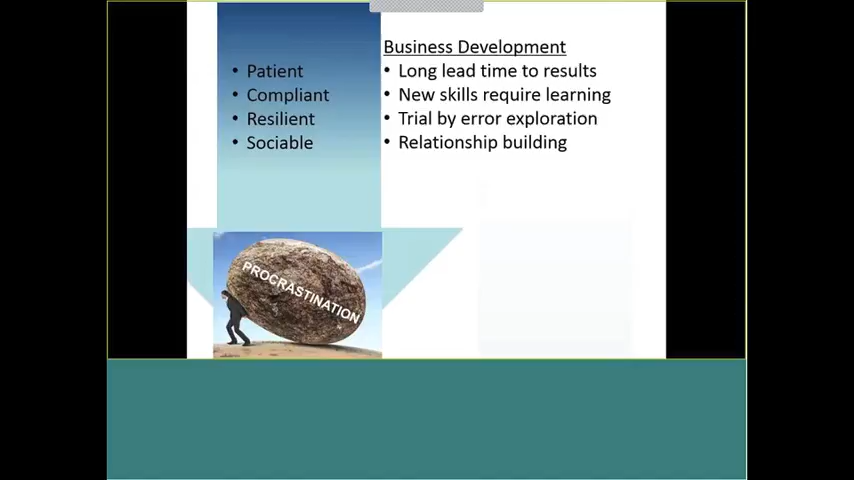 Business Development
• Patient
• Compliant
• Resilient
• Sociable
• Long lead time to results
• New skills require learning
• Trial by error exploration
• Relationship building
PROCRASTINATION